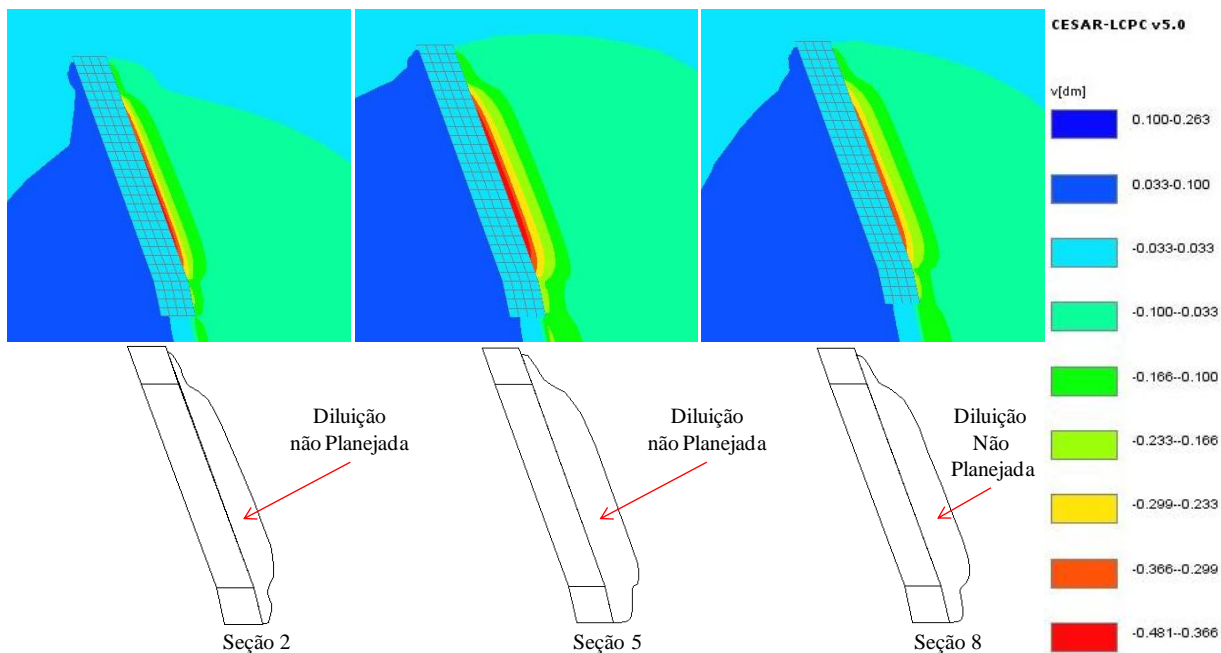 CESAR-LCPC v5.0
v[dm]
0.100-0.263
0.033-0.100
-0.033-0.033
-0.100--0.033
-0.166--0.100
-0.233--0.166
-0.299--0.233
-0.366--0.299
-0.481--0.366
Diluição
não Planejada
Diluição
não Planejada
Diluição
Não
Planejada
Seção 2
Seção 5
Seção 8